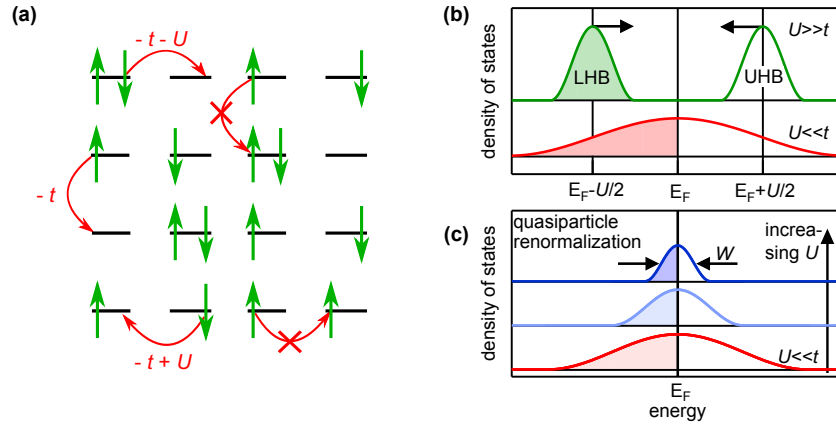 (a)
- t - U
- t
- t + U
(b)
density of states
LHB
UHB
U>>t
U<<t
E_F-U/2
E_F
E_F+U/2
(c)
density of states
quasiparticle
renormalization
W
increa-
sing U
U<<t
E_F
energy